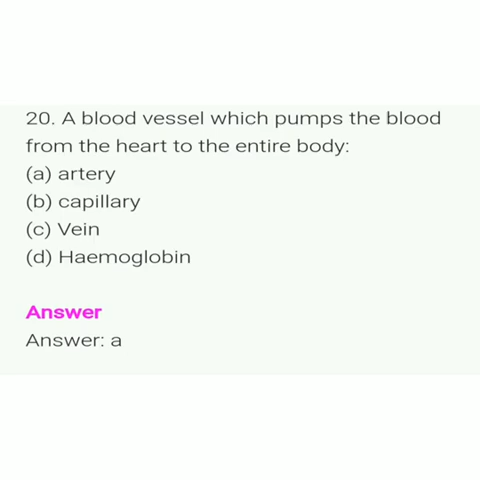 20. A blood vessel which pumps the blood
from the heart to the entire body:
(a) artery
(b) capillary
(c) Vein
(d) Haemoglobin
Answer
Answer: a